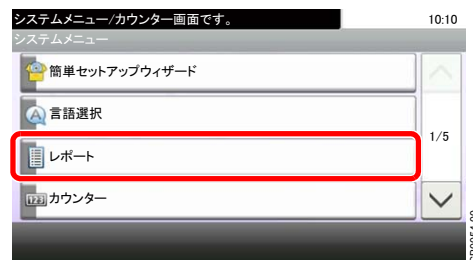 システムメニュー/カウンター画面です。
10:10
システムメニュー
簡単セットアップウィザード
言語選択
1/5
レポート
123
カウンター